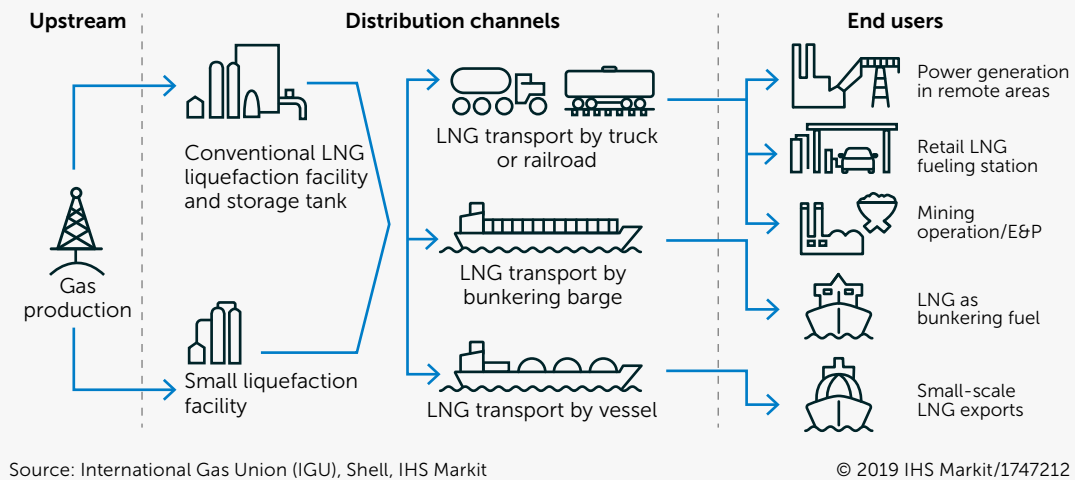 Upstream
Distribution channels
End users
Gas
production
Conventional LNG
liquefaction facility
and storage tank
Small liquefaction
facility
LNG transport by truck
or railroad
LNG transport by
bunkering barge
LNG transport by vessel
Power generation
in remote areas
Retail LNG
fueling station
Mining
operation/E&P
LNG as
bunkering fuel
Small-scale
LNG exports
Source: International Gas Union (IGU), Shell, IHS Markit
© 2019 IHS Markit/1747212